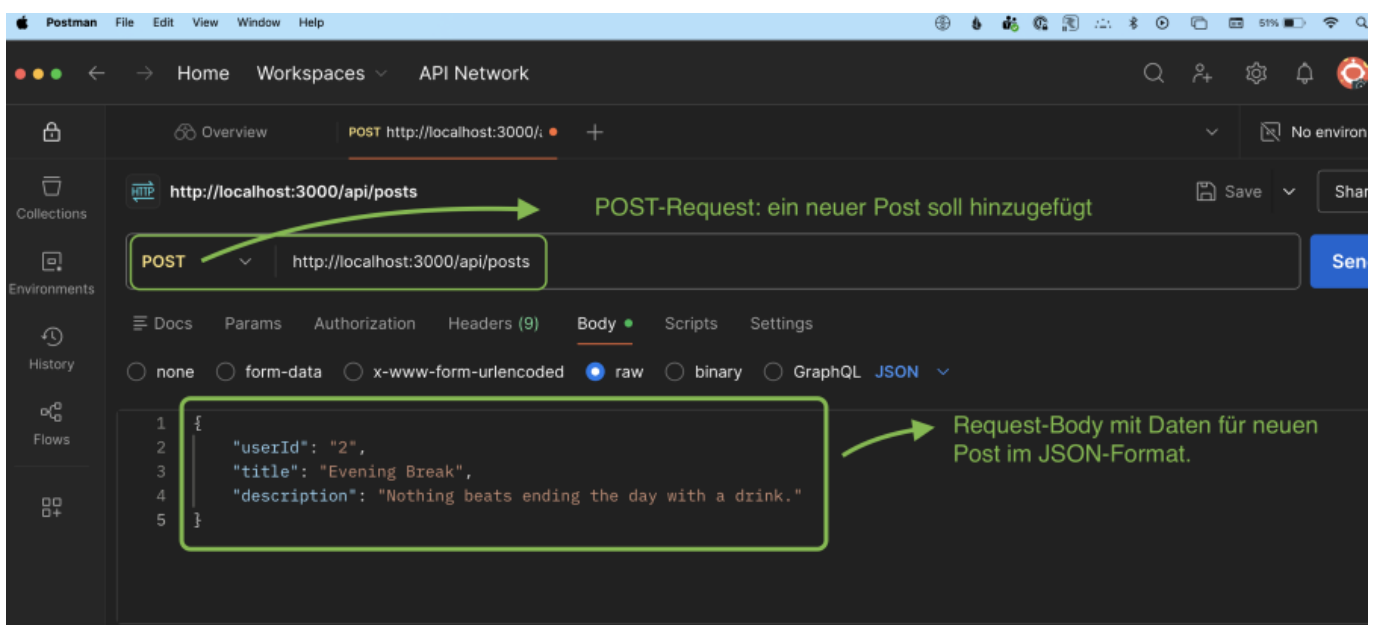 Postman File Edit View Window Help 51%
Home Workspaces API Network
Overview POST http://localhost:3000/
No environ
HTTP http://localhost:3000/api/posts
Save
Shar
POST-Request: ein neuer Post soll hinzugefügt
POST http://localhost:3000/api/posts
Sen
Collections
Environments
History
Flows
Docs Params Authorization Headers (9) Body Scripts Settings
none form-data x-www-form-urlencoded raw binary GraphQL JSON
1 {
2 "userId": "2",
3 "title": "Evening Break",
4 "description": "Nothing beats ending the day with a drink."
5 }
Request-Body mit Daten für neuen
Post im JSON-Format.